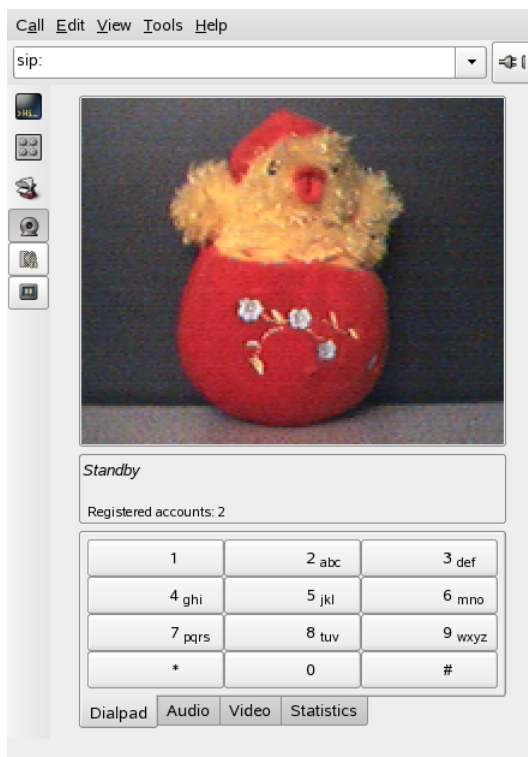 Call Edit View Tools Help
sip:
Standby
Registered accounts: 2
1 2 abc 3 def
4 ghi 5 jkl 6 mno
7 pqrs 8 tuv 9 wxyz
* 0 #
Dialpad Audio Video Statistics